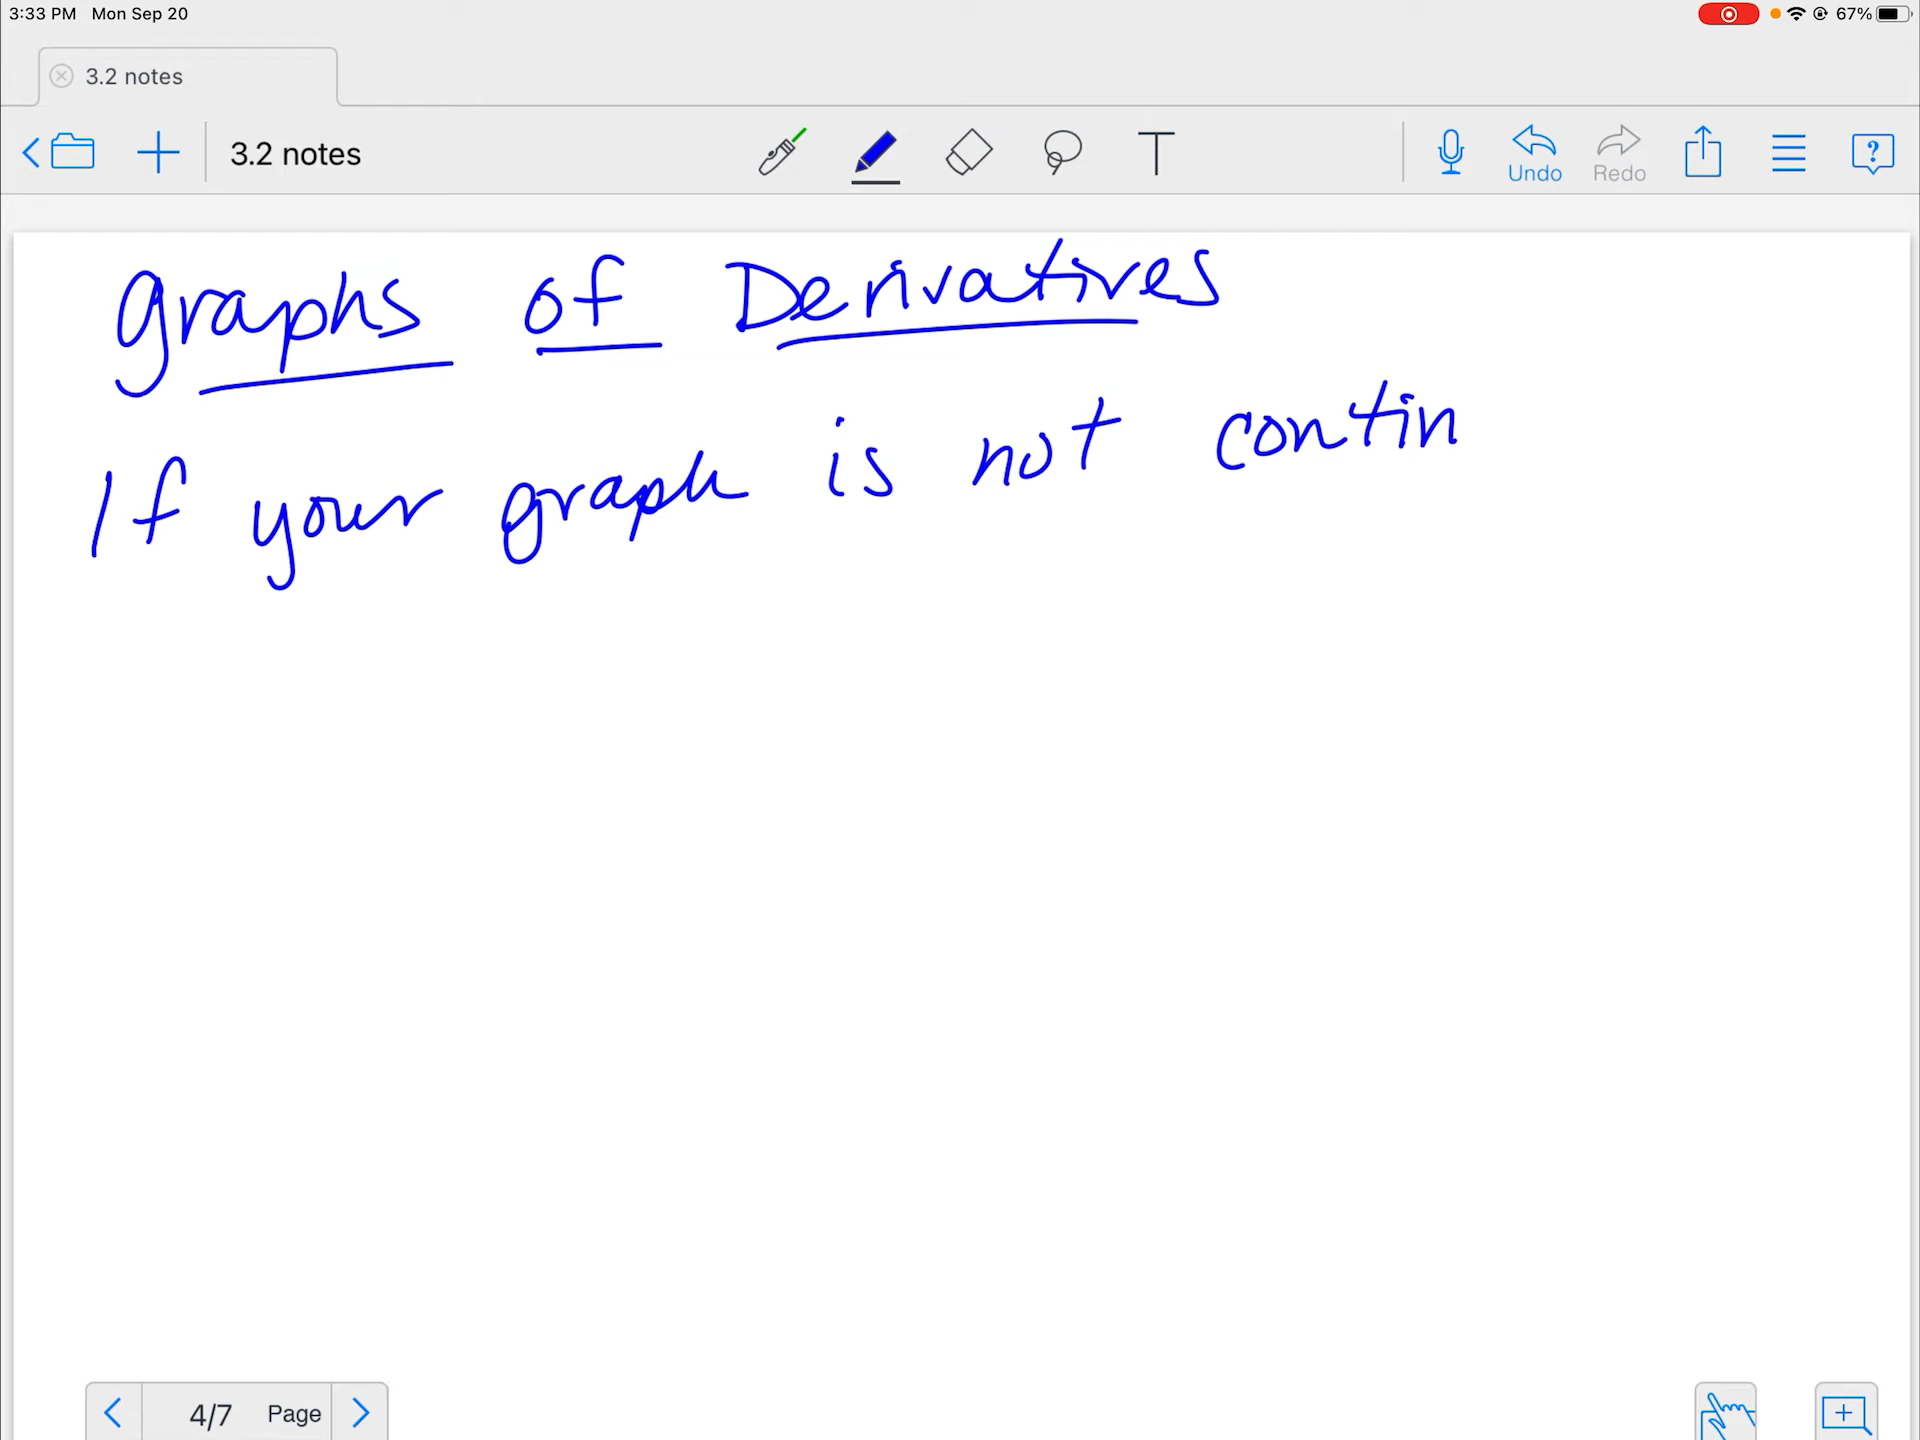 3:33 PM Mon Sep 20 67%
3.2 notes
3.2 notes
Undo Redo
graphs of Derivatives
If your graph is not contin
4/7 Page